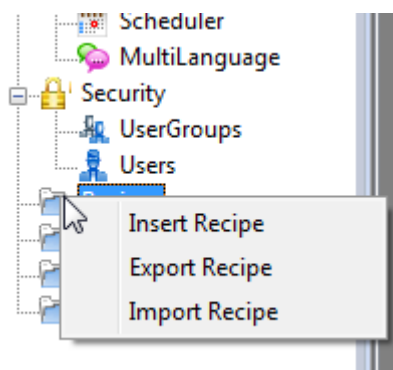 Scheduler
MultiLanguage
Security
UserGroups
Users
Insert Recipe
Export Recipe
Import Recipe